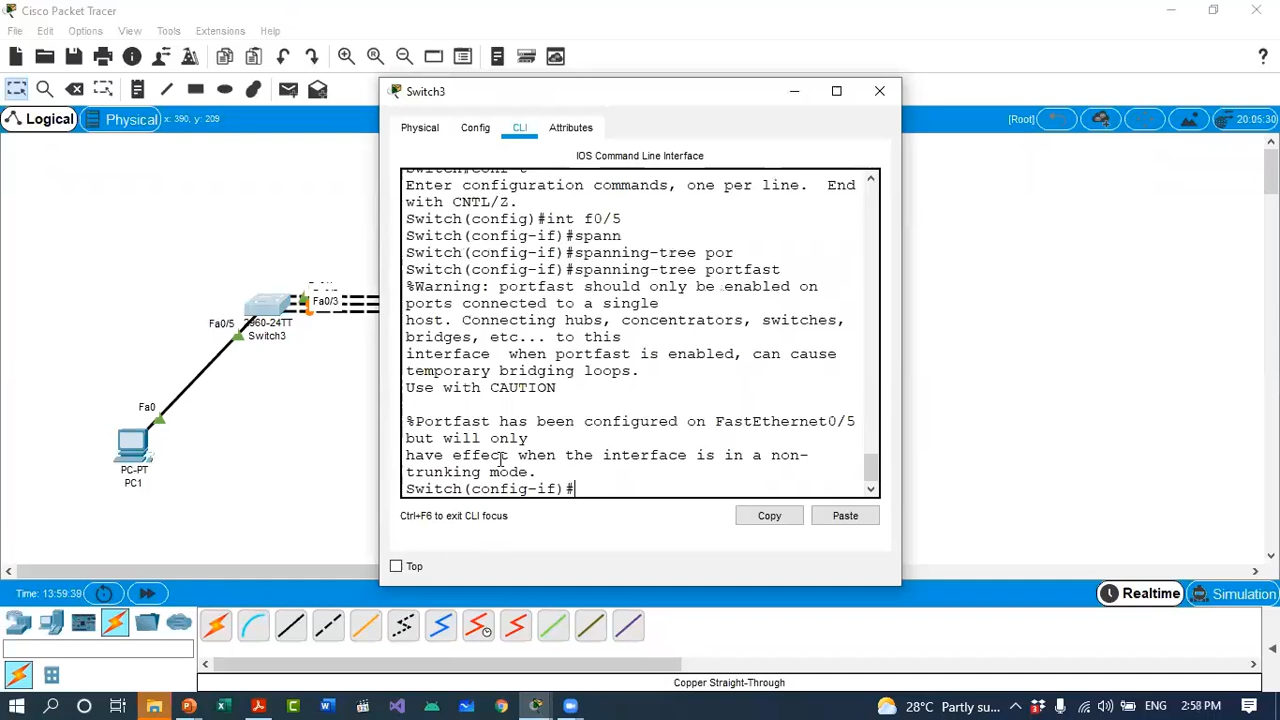 Cisco Packet Tracer
File Edit Options View Tools Extensions Help
Logical Physical x: 390, y: 209 [Root] 20:05:30
Switch3
Physical Config CLI Attributes
IOS Command Line Interface
Switch#conf t
Enter configuration commands, one per line. End
with CNTL/Z.
Switch(config)#int f0/5
Switch(config-if)#spann
Switch(config-if)#spanning-tree por
Switch(config-if)#spanning-tree portfast
%Warning: portfast should only be enabled on
ports connected to a single
host. Connecting hubs, concentrators, switches,
bridges, etc... to this
interface  when portfast is enabled, can cause
temporary bridging loops.
Use with CAUTION
%Portfast has been configured on FastEthernet0/5
but will only
have effect when the interface is in a non-
trunking mode.
Switch(config-if)#
Ctrl+F6 to exit CLI focus Copy Paste
Top
Fa0/3
Fa0/5
2960-24TT
Switch3
Fa0
PC-PT
PC1
Time: 13:59:39 Realtime Simulation
Copper Straight-Through
28°C Partly su... 2:58 PM